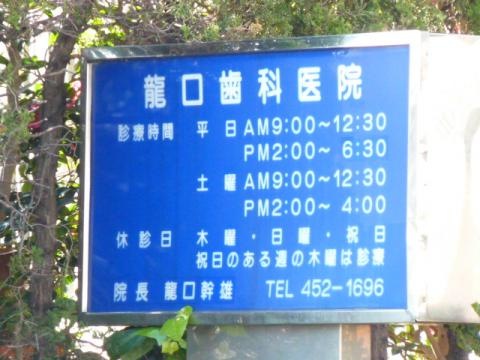 龍口歯科医院
診療時間 平日 AM9:00~12:30
PM2:00~ 6:30
土曜 AM9:00~12:30
PM2:00~ 4:00
休診日 木曜・日曜・祝日
祝日のある週の木曜は診療
院長 龍口幹雄 TEL 452-1696